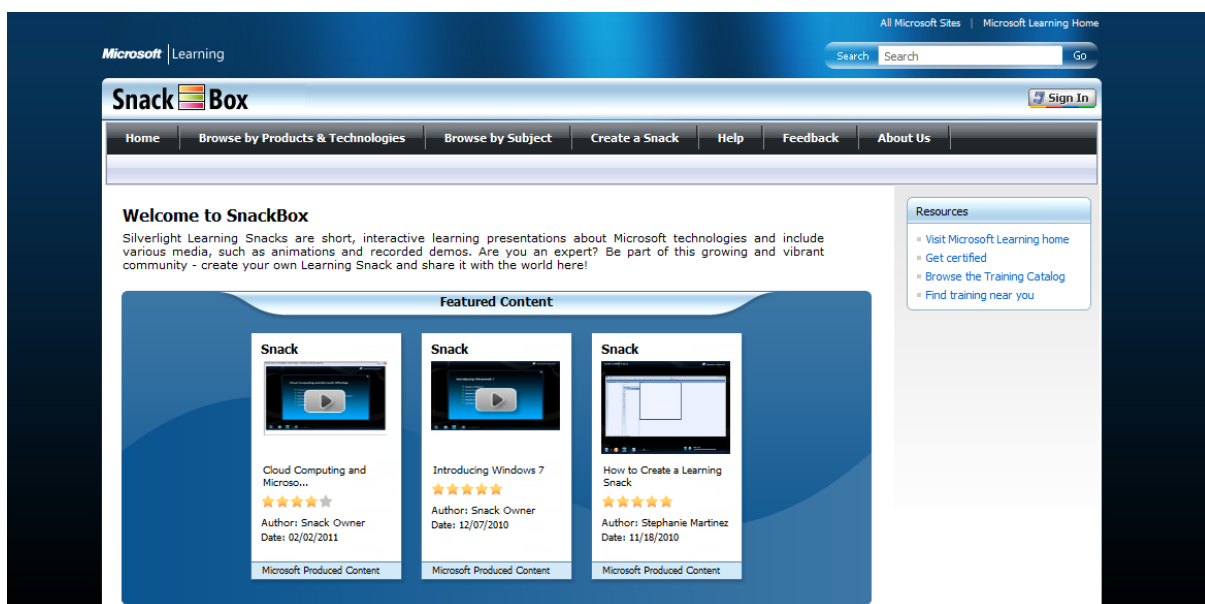 All Microsoft Sites | Microsoft Learning Home
Microsoft | Learning
Search Search Go
Snack Box
Sign In
Home Browse by Products & Technologies Browse by Subject Create a Snack Help Feedback About Us
Welcome to SnackBox
Silverlight Learning Snacks are short, interactive learning presentations about Microsoft technologies and include
various media, such as animations and recorded demos. Are you an expert? Be part of this growing and vibrant
community - create your own Learning Snack and share it with the world here!
Featured Content
Snack
Cloud Computing and
Microso...
Author: Snack Owner
Date: 02/02/2011
Microsoft Produced Content
Snack
Introducing Windows 7
Author: Snack Owner
Date: 12/07/2010
Microsoft Produced Content
Snack
How to Create a Learning
Snack
Author: Stephanie Martinez
Date: 11/18/2010
Microsoft Produced Content
Resources
Visit Microsoft Learning home
Get certified
Browse the Training Catalog
Find training near you